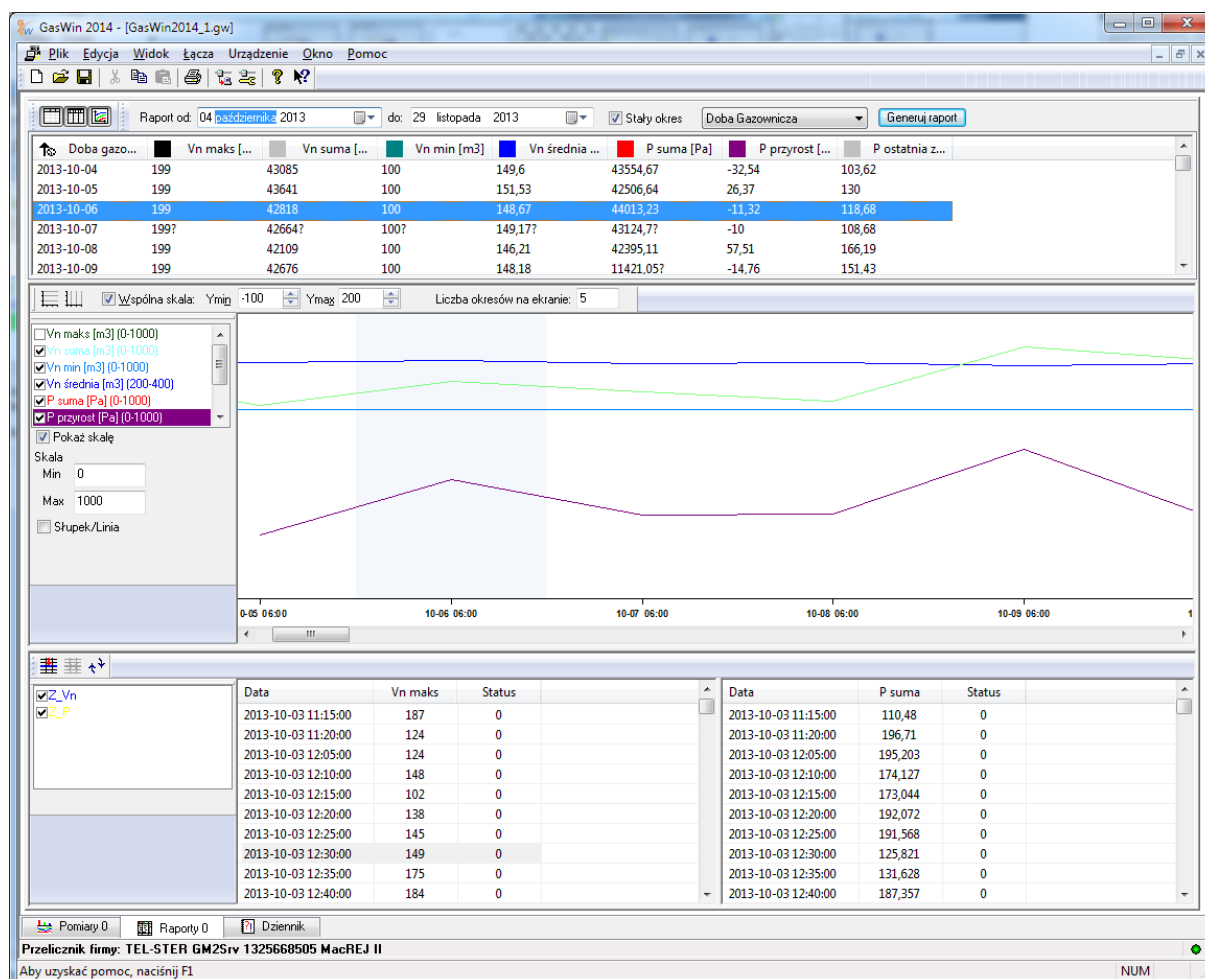 GasWin 2014 - [GasWin2014_1.gw]
Plik Edycja Widok Łącza Urządzenie Okno Pomoc
Raport od: 04 października 2013 do: 29 listopada 2013 Stały okres Doba Gazownicza Generuj raport
Doba gazo... Vn maks [... Vn suma [... Vn min [m3] Vn średnia ... P suma [Pa] P przyrost [... P ostatnia z...
2013-10-04 199 43085 100 149,6 43554,67 -32,54 103,62
2013-10-05 199 43641 100 151,53 42506,64 26,37 130
2013-10-06 199 42818 100 148,67 44013,23 -11,32 118,68
2013-10-07 199? 42664? 100? 149,17? 43124,7? -10 108,68
2013-10-08 199 42109 100 146,21 42395,11 57,51 166,19
2013-10-09 199 42676 100 148,18 11421,05? -14,76 151,43
Wspólna skala: Ymin -100 Ymax 200 Liczba okresów na ekranie: 5
Vn maks [m3] (0-1000)
Vn suma [m3] (0-1000)
Vn min [m3] (0-1000)
Vn średnia [m3] (200-400)
P suma [Pa] (0-1000)
P przyrost [Pa] (0-1000)
Pokaż skalę
Skala
Min 0
Max 1000
Słupek/Linia
0-05 06:00 10-06 06:00 10-07 06:00 10-08 06:00 10-09 06:00 1
Z_Vn
Z_P
Data Vn maks Status Data P suma Status
2013-10-03 11:15:00 187 0 2013-10-03 11:15:00 110,48 0
2013-10-03 11:20:00 124 0 2013-10-03 11:20:00 196,71 0
2013-10-03 12:05:00 124 0 2013-10-03 12:05:00 195,203 0
2013-10-03 12:10:00 148 0 2013-10-03 12:10:00 174,127 0
2013-10-03 12:15:00 102 0 2013-10-03 12:15:00 173,044 0
2013-10-03 12:20:00 138 0 2013-10-03 12:20:00 192,072 0
2013-10-03 12:25:00 145 0 2013-10-03 12:25:00 191,568 0
2013-10-03 12:30:00 149 0 2013-10-03 12:30:00 125,821 0
2013-10-03 12:35:00 175 0 2013-10-03 12:35:00 131,628 0
2013-10-03 12:40:00 184 0 2013-10-03 12:40:00 187,357 0
Pomiary 0 Raporty 0 Dziennik
Przelicznik firmy: TEL-STER GM2Srv 1325668505 MacREJ II
Aby uzyskać pomoc, naciśnij F1 NUM